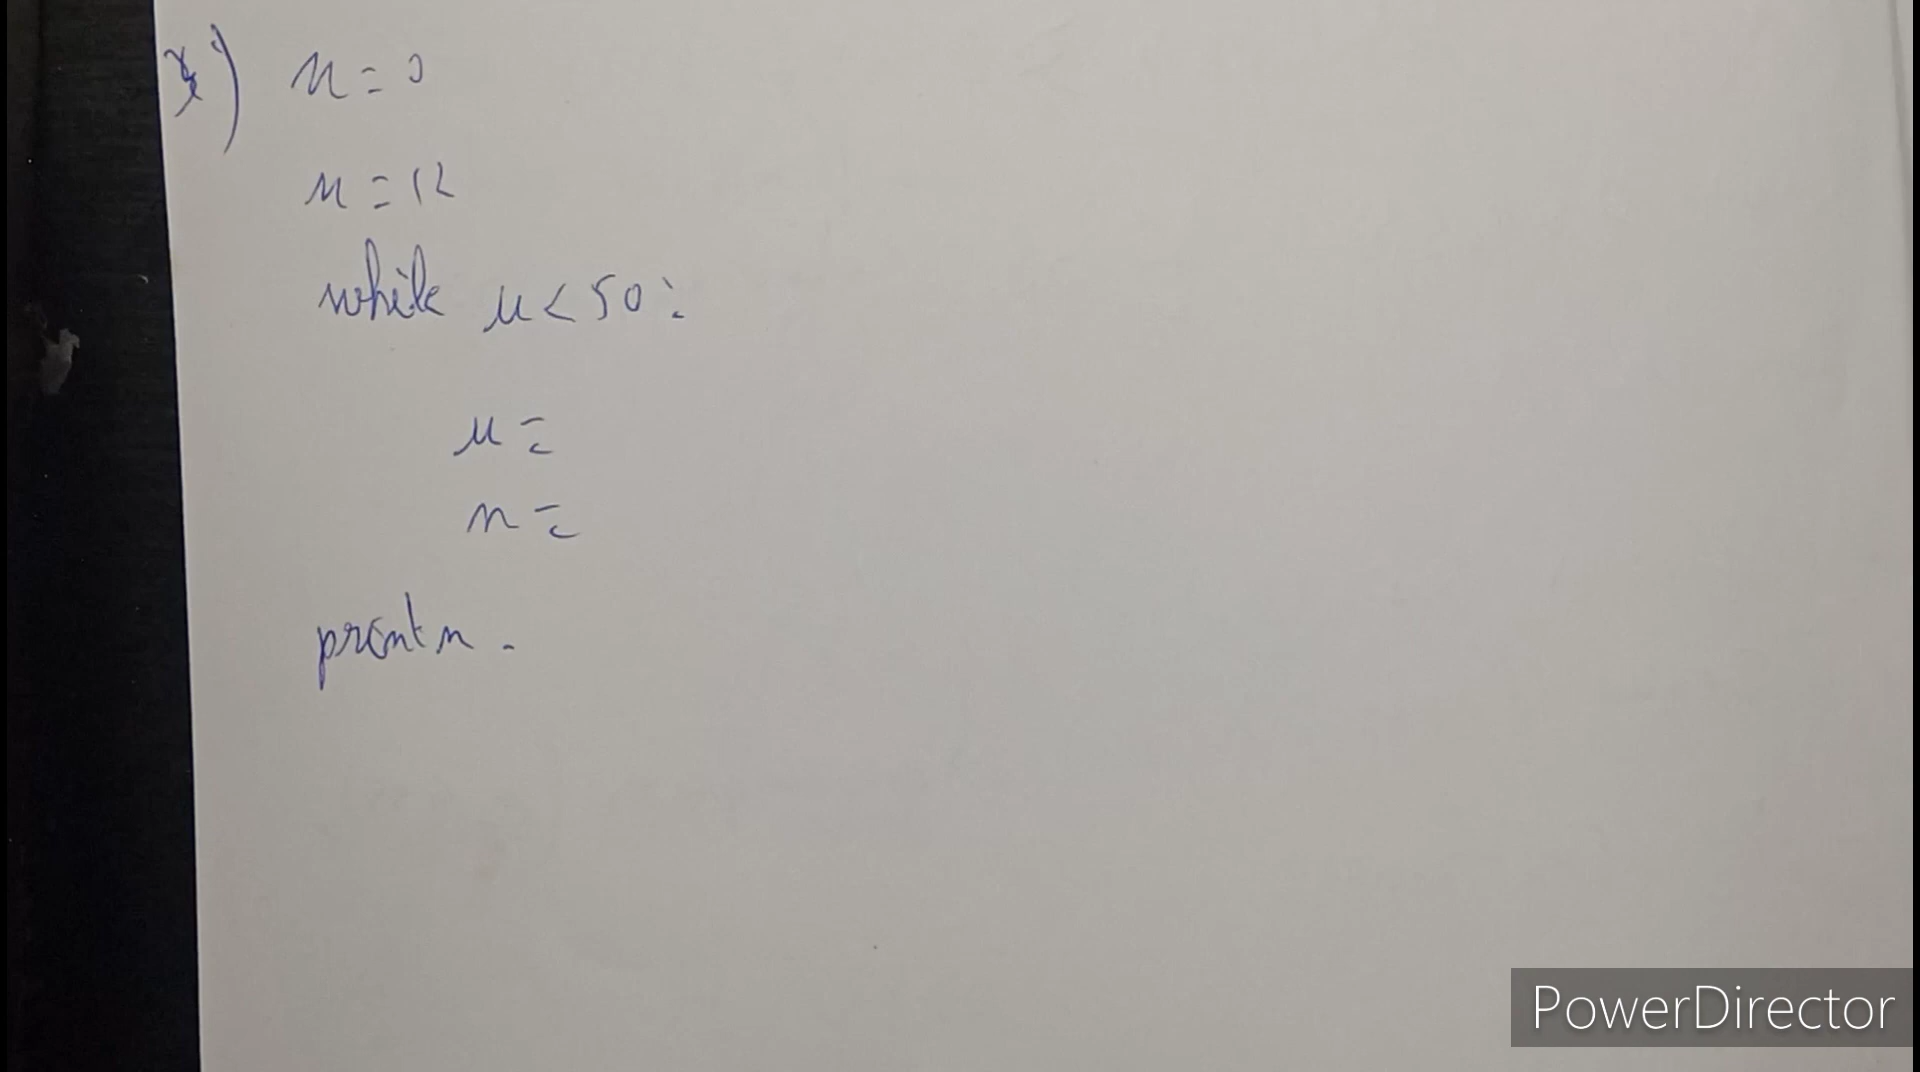 n = 0
u = 12
while u < 50 :
u =
n =
print n .
PowerDirector